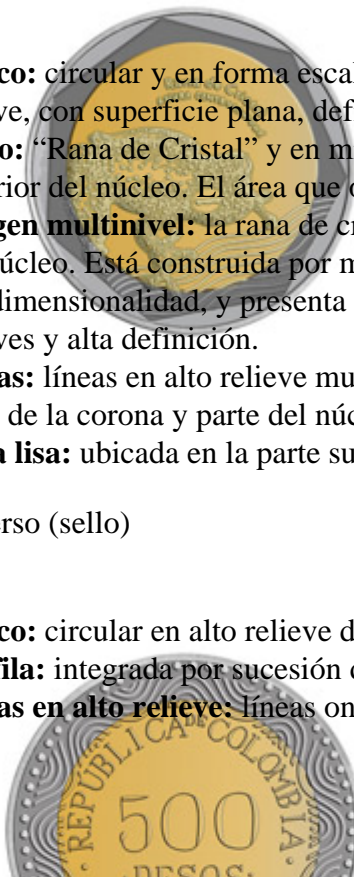 co: circular y en forma escal
ve, con superficie plana, def
o: “Rana de Cristal” y en m
rior del núcleo. El área que
gen multinivel: la rana de cr
úcleo. Está construida por m
dimensionalidad, y presenta
ves y alta definición.
as: líneas en alto relieve mu
de la corona y parte del núc
a lisa: ubicada en la parte su
erso (sello)
co: circular en alto relieve d
fila: integrada por sucesión
as en alto relieve: líneas on
REPÚBLICA DE COLOMBIA
500
PESOS